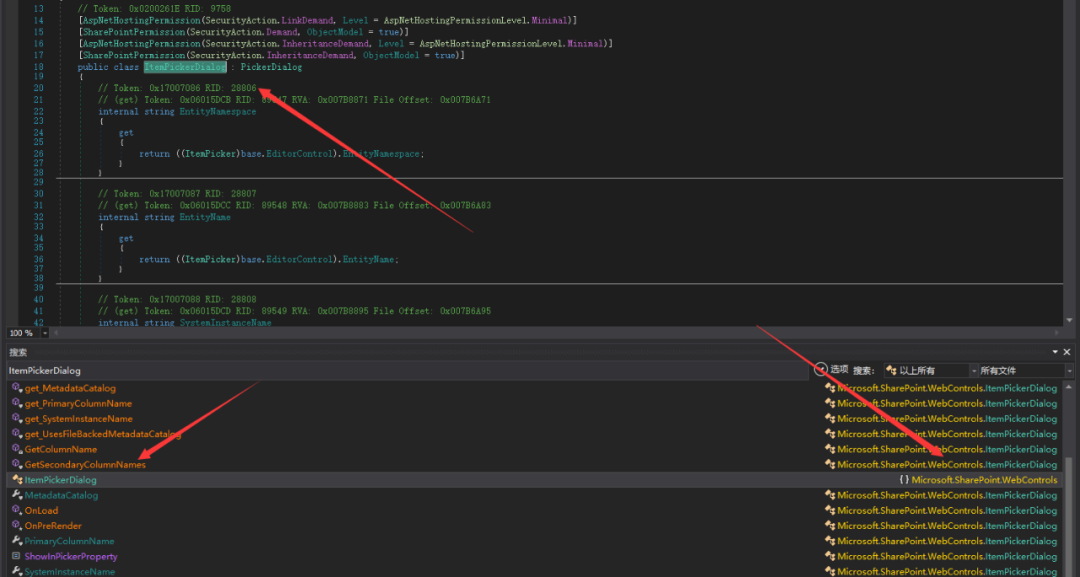 13 // Token: 0x0200261E RID: 9758
14 [AspNetHostingPermission(SecurityAction.LinkDemand, Level = AspNetHostingPermissionLevel.Minimal)]
15 [SharePointPermission(SecurityAction.Demand, ObjectModel = true)]
16 [AspNetHostingPermission(SecurityAction.InheritanceDemand, Level = AspNetHostingPermissionLevel.Minimal)]
17 [SharePointPermission(SecurityAction.InheritanceDemand, ObjectModel = true)]
18 public class ItemPickerDialog : PickerDialog
19 {
20 // Token: 0x17007086 RID: 28806
21 // (get) Token: 0x06015DCB RID: 89547 RVA: 0x007B8871 File Offset: 0x007B6A71
22 internal string EntityNamespace
23 {
24 get
25 {
26 return ((ItemPicker)base.EditorControl).EntityNamespace;
27 }
28 }
29
30 // Token: 0x17007087 RID: 28807
31 // (get) Token: 0x06015DCC RID: 89548 RVA: 0x007B8883 File Offset: 0x007B6A83
32 internal string EntityName
33 {
34 get
35 {
36 return ((ItemPicker)base.EditorControl).EntityName;
37 }
38 }
39
40 // Token: 0x17007088 RID: 28808
41 // (get) Token: 0x06015DCD RID: 89549 RVA: 0x007B8895 File Offset: 0x007B6A95
42 internal string SystemInstanceName
100 %
搜索
ItemPickerDialog 选项 搜索: 以上所有 所有文件
get_MetadataCatalog Microsoft.SharePoint.WebControls.ItemPickerDialog
get_PrimaryColumnName Microsoft.SharePoint.WebControls.ItemPickerDialog
get_SystemInstanceName Microsoft.SharePoint.WebControls.ItemPickerDialog
get_UsesFileBackedMetadataCatalog Microsoft.SharePoint.WebControls.ItemPickerDialog
GetColumnName Microsoft.SharePoint.WebControls.ItemPickerDialog
GetSecondaryColumnNames Microsoft.SharePoint.WebControls.ItemPickerDialog
ItemPickerDialog { } Microsoft.SharePoint.WebControls
MetadataCatalog Microsoft.SharePoint.WebControls.ItemPickerDialog
OnLoad Microsoft.SharePoint.WebControls.ItemPickerDialog
OnPreRender Microsoft.SharePoint.WebControls.ItemPickerDialog
PrimaryColumnName Microsoft.SharePoint.WebControls.ItemPickerDialog
ShowInPickerProperty Microsoft.SharePoint.WebControls.ItemPickerDialog
SystemInstanceName Microsoft.SharePoint.WebControls.ItemPickerDialog